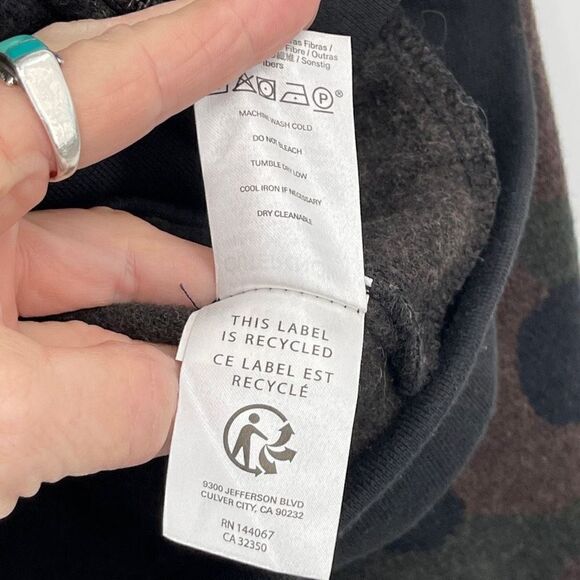 ras Fibras /
Fibre / Outras
/ Sonstig
bers
P®
MACHINE WASH COLD
DO NOT BLEACH
TUMBLE DRY LOW
COOL IRON IF NECESSARY
DRY CLEANABLE
THIS LABEL
IS RECYCLED
CE LABEL EST
RECYCLÉ
9300 JEFFERSON BLVD
CULVER CITY, CA 90232
RN 144067
CA 32350